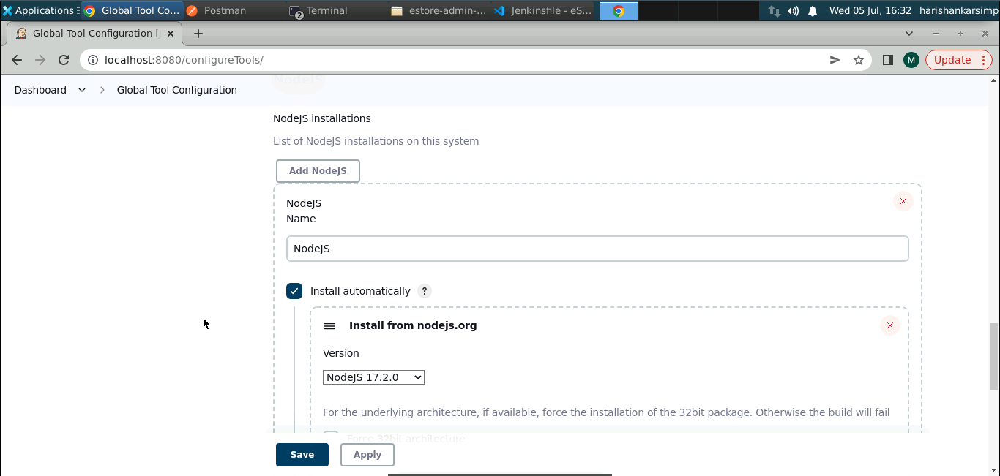 Applications Global Tool Co... Postman 2 Terminal estore-admin-... Jenkinsfile - eS... Wed 05 Jul, 16:32 harishankarsimp
Global Tool Configuration [
localhost:8080/configureTools/ M Update
Dashboard Global Tool Configuration
NodeJS
NodeJS installations
List of NodeJS installations on this system
Add NodeJS
NodeJS
Name
NodeJS
Install automatically ?
Install from nodejs.org
Version
NodeJS 17.2.0
For the underlying architecture, if available, force the installation of the 32bit package. Otherwise the build will fail
Force 32bit architecture
Save Apply